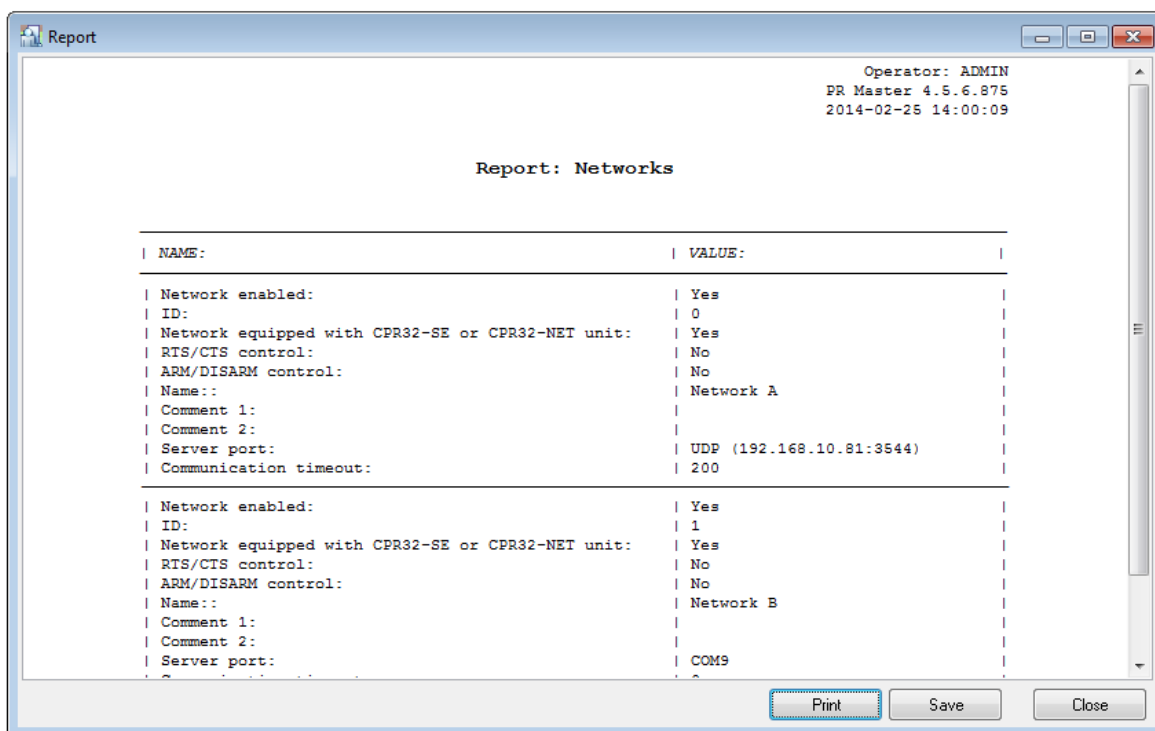 Report
Operator: ADMIN
PR Master 4.5.6.875
2014-02-25 14:00:09
Report: Networks
| NAME: | VALUE: |
| Network enabled: | Yes |
| ID: | 0 |
| Network equipped with CPR32-SE or CPR32-NET unit: | Yes |
| RTS/CTS control: | No |
| ARM/DISARM control: | No |
| Name:: | Network A |
| Comment 1: | |
| Comment 2: | |
| Server port: | UDP (192.168.10.81:3544) |
| Communication timeout: | 200 |
| Network enabled: | Yes |
| ID: | 1 |
| Network equipped with CPR32-SE or CPR32-NET unit: | Yes |
| RTS/CTS control: | No |
| ARM/DISARM control: | No |
| Name:: | Network B |
| Comment 1: | |
| Comment 2: | |
| Server port: | COM9 |
Print Save Close